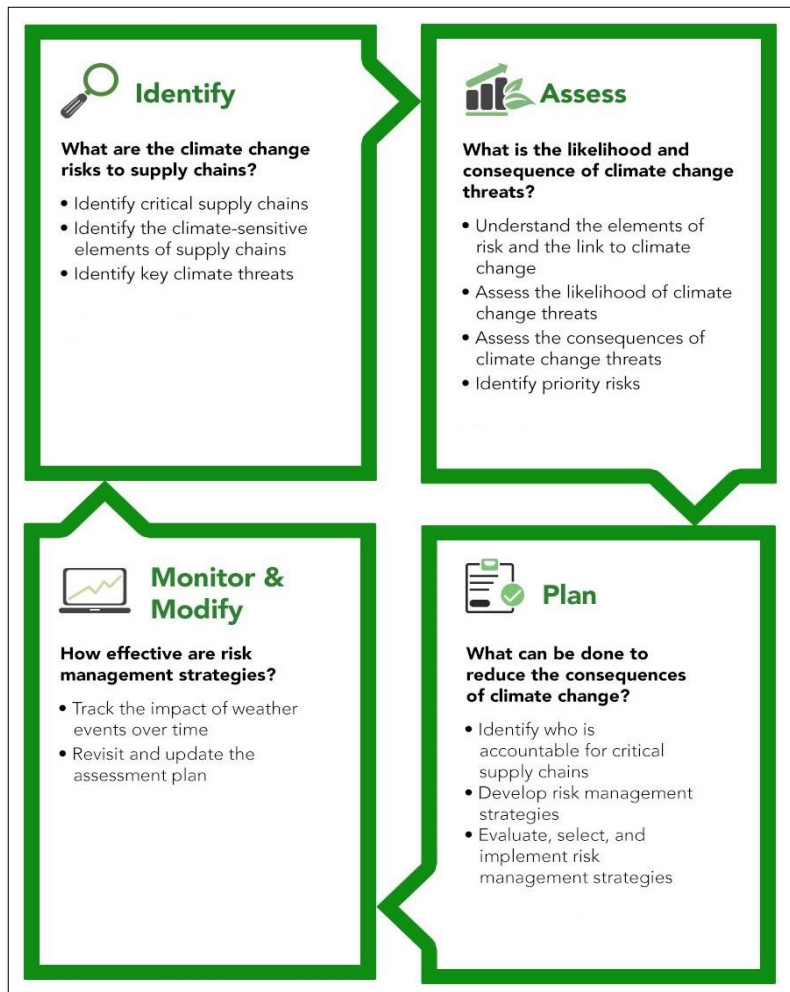 Identify
What are the climate change
risks to supply chains?
• Identify critical supply chains
• Identify the climate-sensitive
elements of supply chains
• Identify key climate threats
Assess
What is the likelihood and
consequence of climate change
threats?
• Understand the elements of
risk and the link to climate
change
• Assess the likelihood of climate
change threats
• Assess the consequences of
climate change threats
• Identify priority risks
Monitor &
Modify
How effective are risk
management strategies?
• Track the impact of weather
events over time
• Revisit and update the
assessment plan
Plan
What can be done to
reduce the consequences
of climate change?
• Identify who is
accountable for critical
supply chains
• Develop risk management
strategies
• Evaluate, select, and
implement risk
management strategies